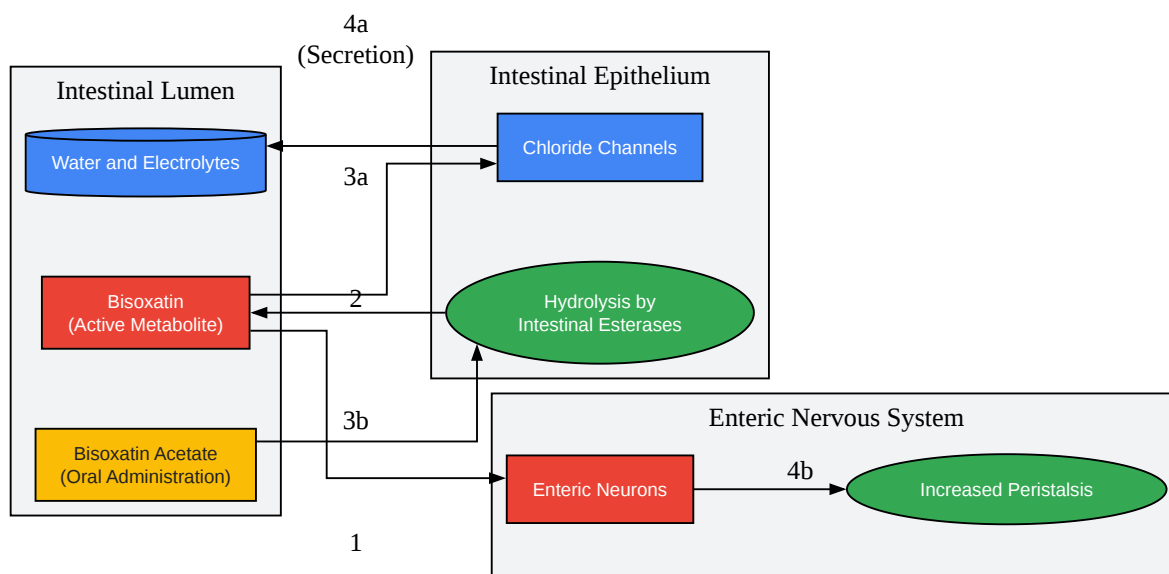 4a
(Secretion)
Intestinal Lumen
Intestinal Epithelium
Water and Electrolytes
Chloride Channels
3a
Bisoxatin
(Active Metabolite)
2
Hydrolysis by
Intestinal Esterases
3b
Enteric Nervous System
Bisoxatin Acetate
(Oral Administration)
Enteric Neurons
4b
Increased Peristalsis
1